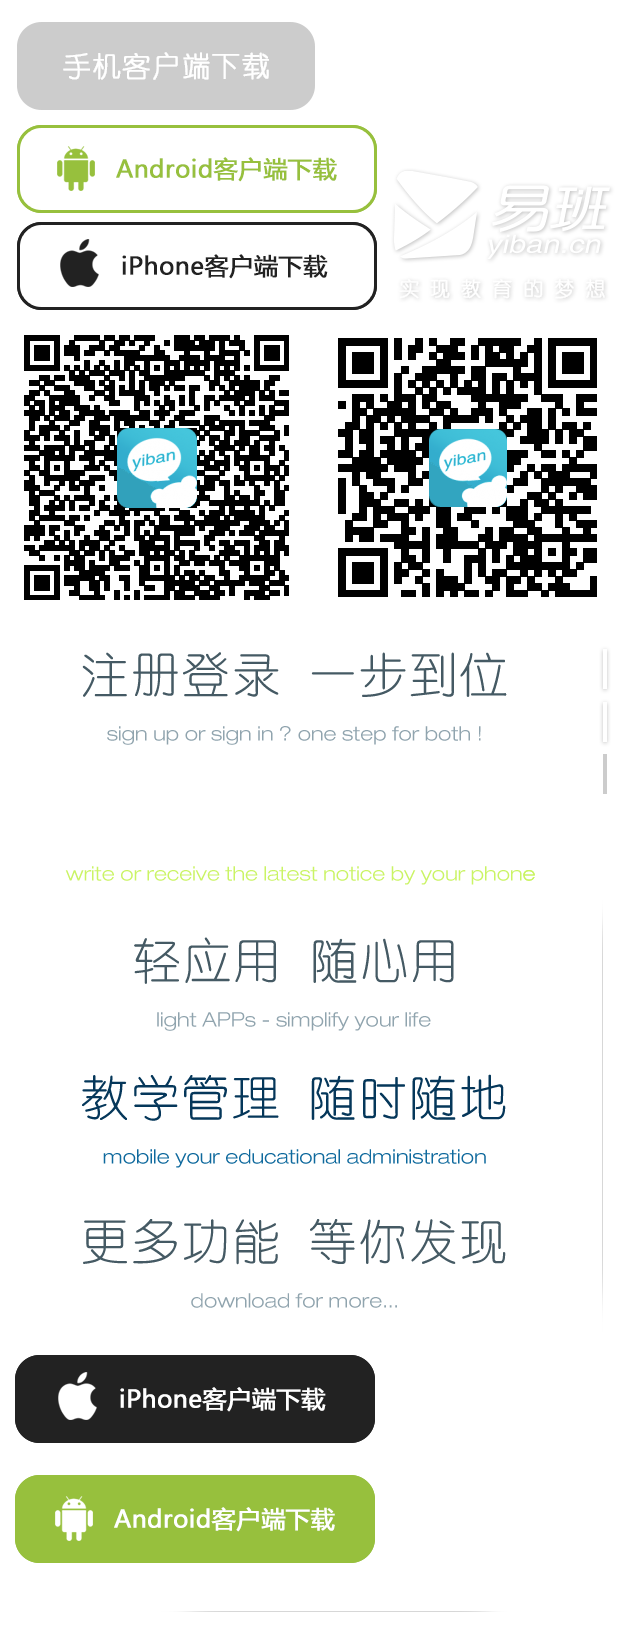 手机客户端下载
Android客户端下载
iPhone客户端下载
易班
yiban.cn
实现教育的梦想
yiban
yiban
注册登录 一步到位
sign up or sign in ? one step for both !
write or receive the latest notice by your phone
轻应用 随心用
light APPs - simplify your life
教学管理 随时随地
mobile your educational administration
更多功能 等你发现
download for more...
iPhone客户端下载
Android客户端下载